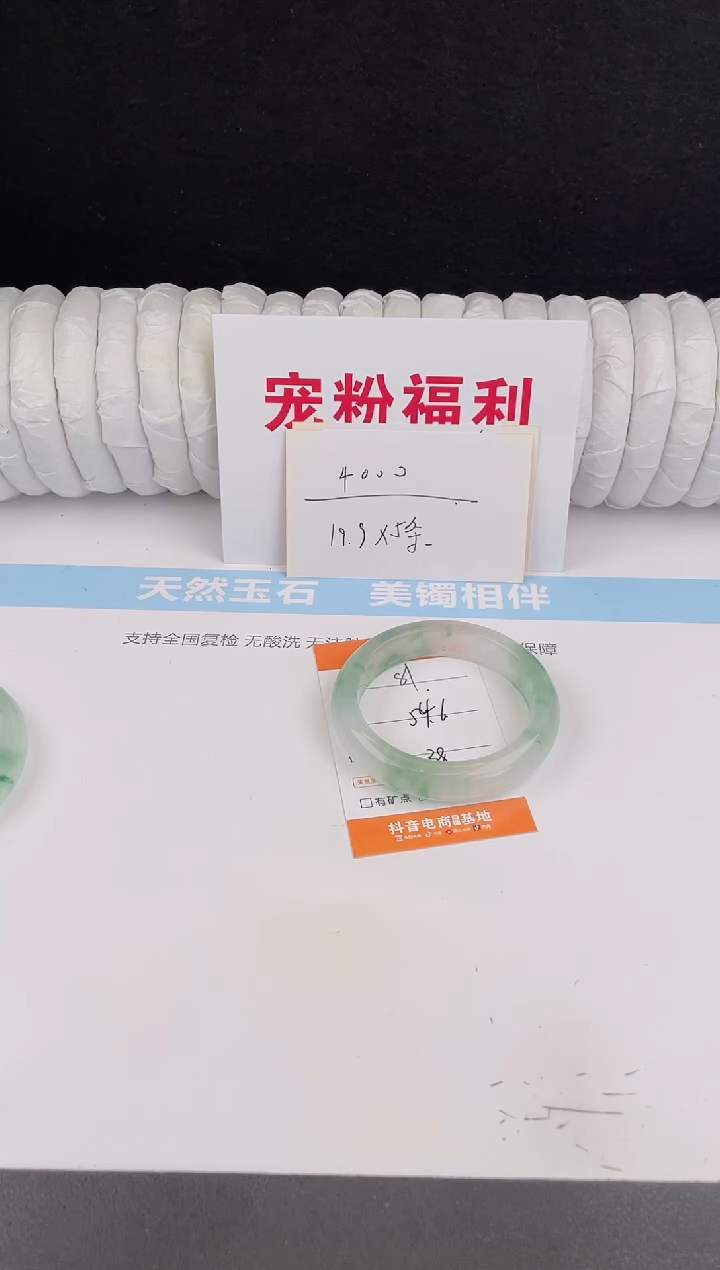 宠粉福利
4000
19.9×5条
天然玉石 美镯相伴
支持全国复检 无酸洗 无
保障
54.6
28
有矿点
抖音电商 基地